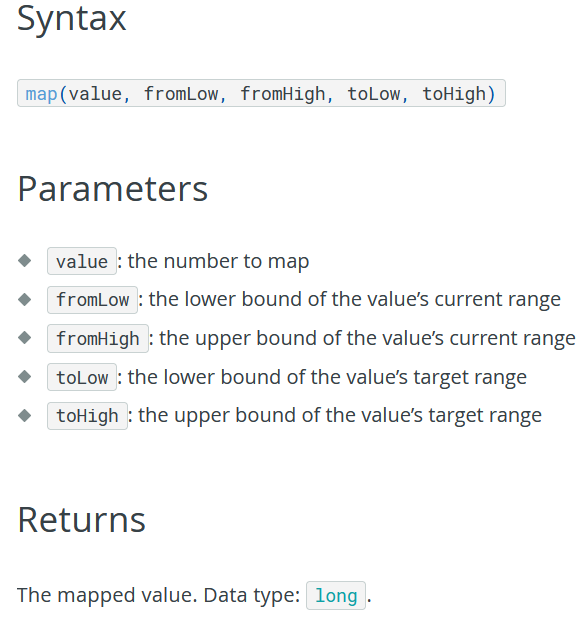 Syntax
map(value, fromLow, fromHigh, toLow, toHigh)
Parameters
value: the number to map
fromLow: the lower bound of the value’s current range
fromHigh: the upper bound of the value’s current range
toLow: the lower bound of the value’s target range
toHigh: the upper bound of the value’s target range
Returns
The mapped value. Data type: long.